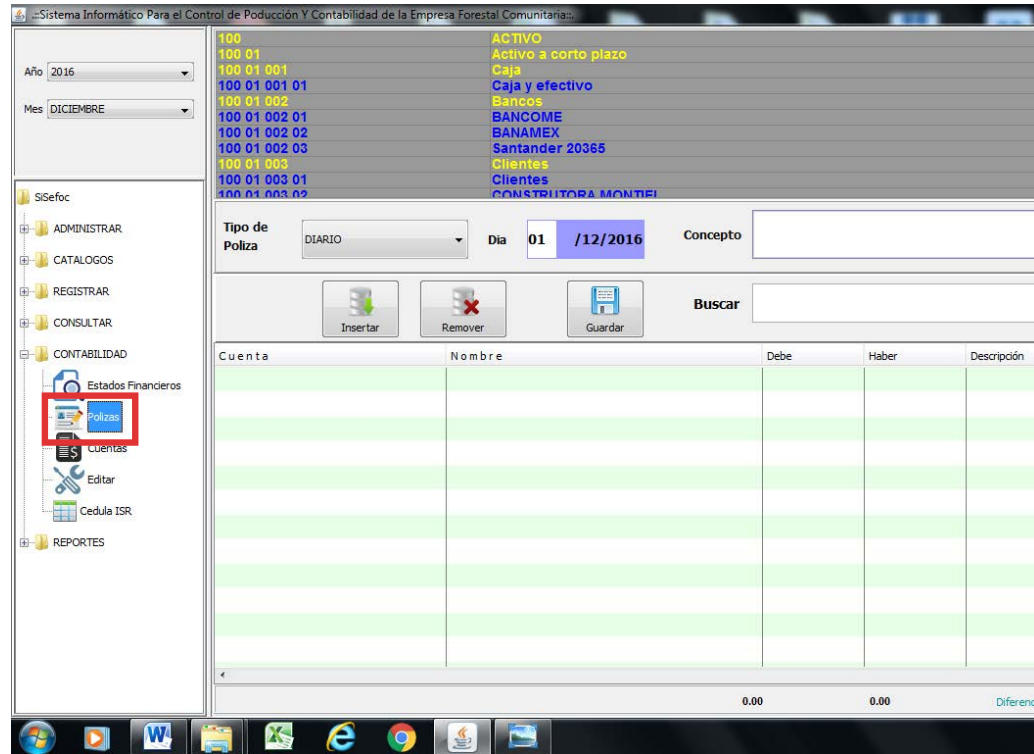 .::Sistema Informático Para el Control de Poducción Y Contabilidad de la Empresa Forestal Comunitaria::.
Año 2016
Mes DICIEMBRE
SiSefoc
ADMINISTRAR
CATALOGOS
REGISTRAR
CONSULTAR
CONTABILIDAD
Estados Financieros
Polizas
Cuentas
Editar
Cedula ISR
REPORTES
100 ACTIVO
100 01 Activo a corto plazo
100 01 001 Caja
100 01 001 01 Caja y efectivo
100 01 002 Bancos
100 01 002 01 BANCOME
100 01 002 02 BANAMEX
100 01 002 03 Santander 20365
100 01 003 Clientes
100 01 003 01 Clientes
100 01 003 02 CONSTRUTORA MONTIEL
Tipo de Poliza DIARIO Dia 01 /12/2016 Concepto
Insertar Remover Guardar Buscar
Cuenta Nombre Debe Haber Descripción
0.00 0.00 Diferenc